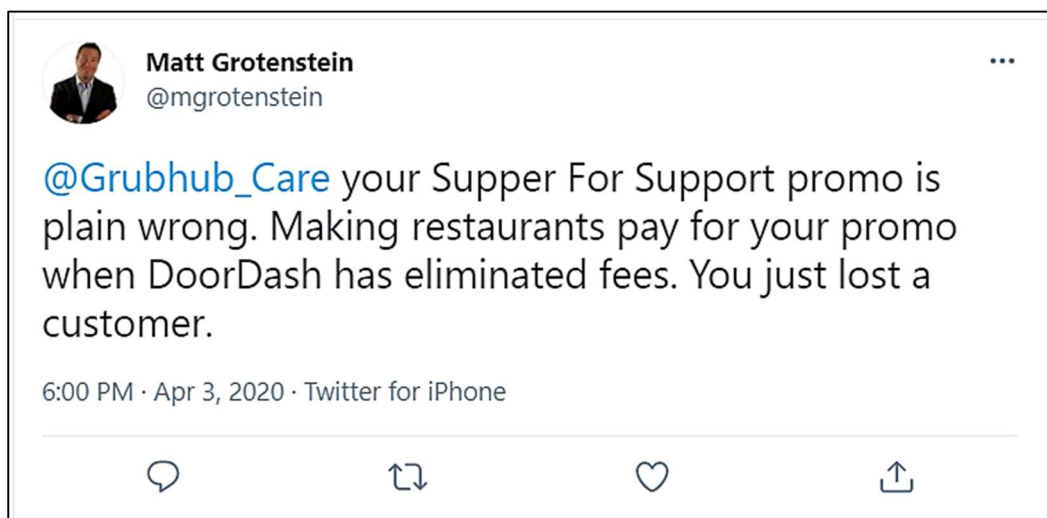 Matt Grotenstein
@mgrotenstein
@Grubhub_Care your Supper For Support promo is
plain wrong. Making restaurants pay for your promo
when DoorDash has eliminated fees. You just lost a
customer.
6:00 PM · Apr 3, 2020 · Twitter for iPhone